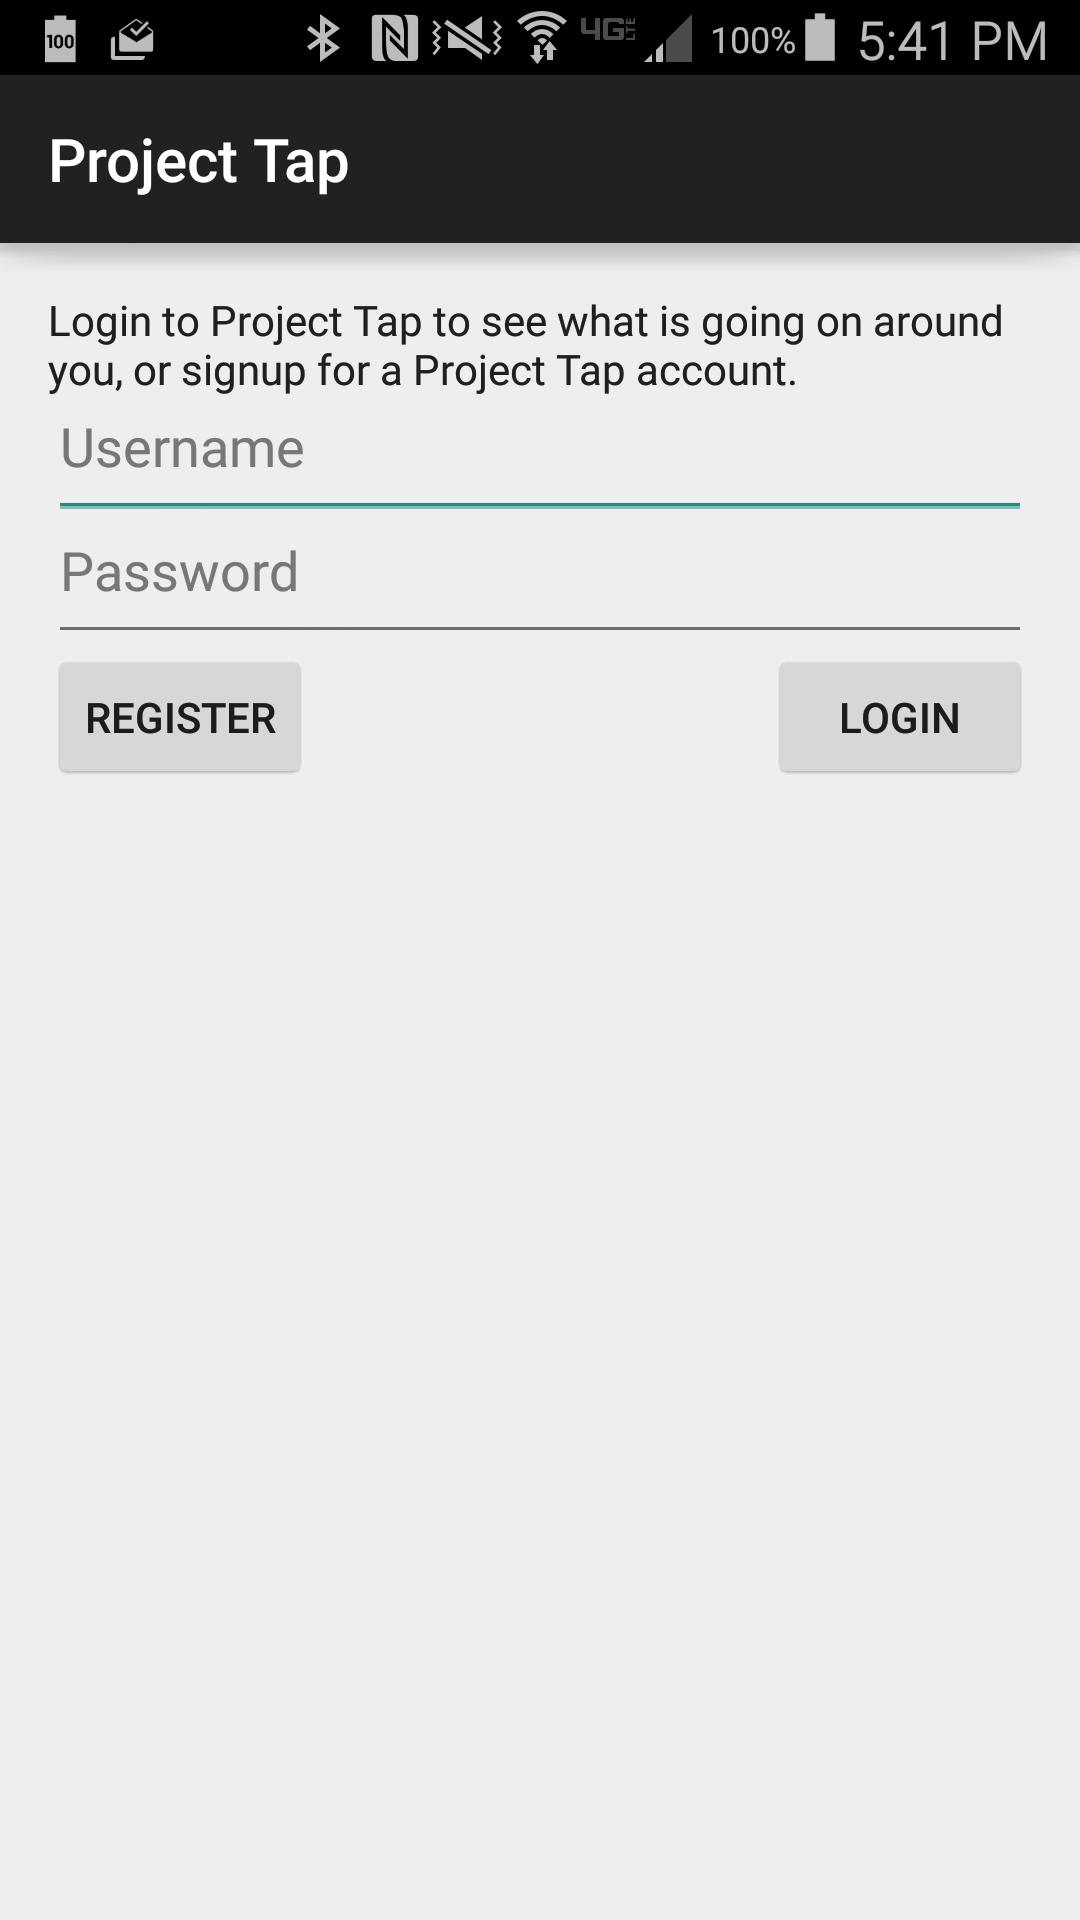 100 4G LTE 100% 5:41 PM
Project Tap
Login to Project Tap to see what is going on around
you, or signup for a Project Tap account.
Username
Password
REGISTER LOGIN